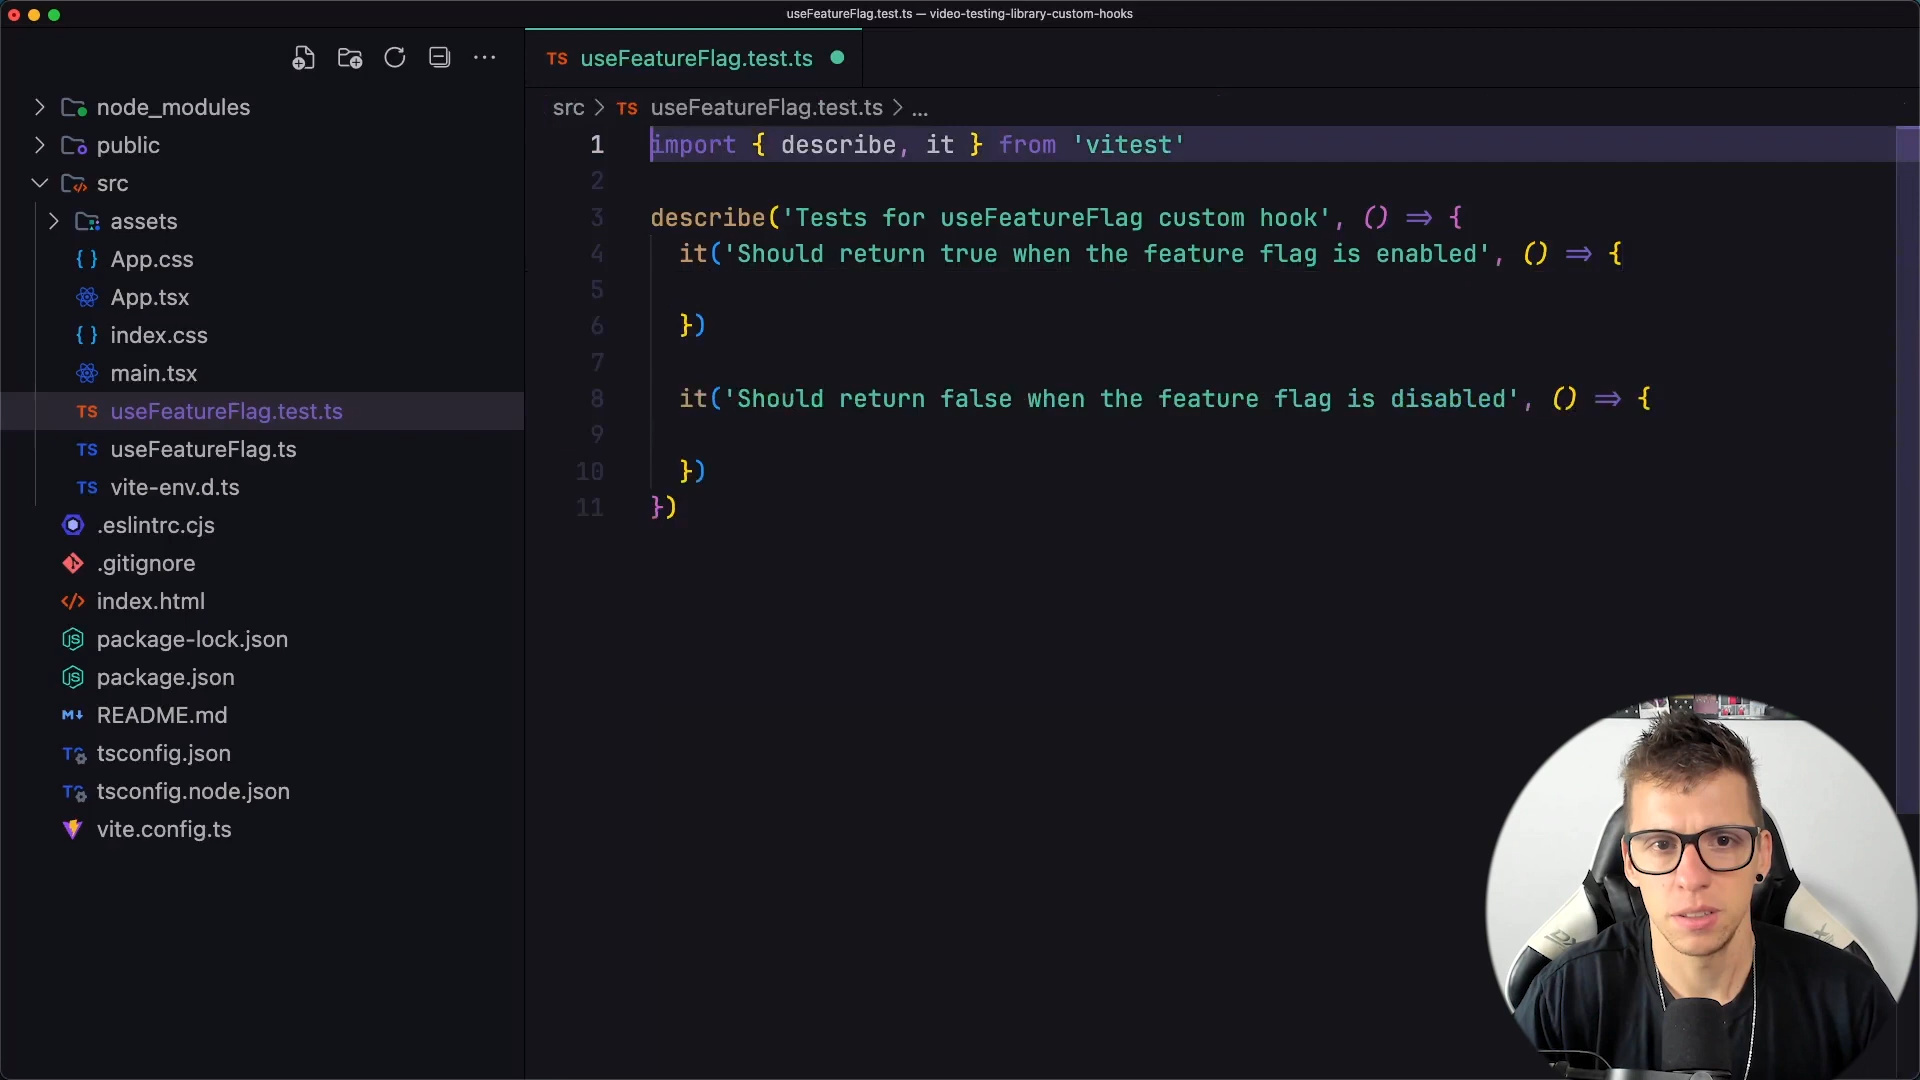 useFeatureFlag.test.ts — video-testing-library-custom-hooks
TS useFeatureFlag.test.ts
node_modules
public
src
assets
{ } App.css
App.tsx
{ } index.css
main.tsx
TS useFeatureFlag.test.ts
TS useFeatureFlag.ts
TS vite-env.d.ts
.eslintrc.cjs
.gitignore
</> index.html
JS package-lock.json
JS package.json
M↓ README.md
TS tsconfig.json
TS tsconfig.node.json
vite.config.ts
src > TS useFeatureFlag.test.ts > ...
1 import { describe, it } from 'vitest'
2
3 describe('Tests for useFeatureFlag custom hook', () => {
4 it('Should return true when the feature flag is enabled', () => {
5
6 })
7
8 it('Should return false when the feature flag is disabled', () => {
9
10 })
11 })